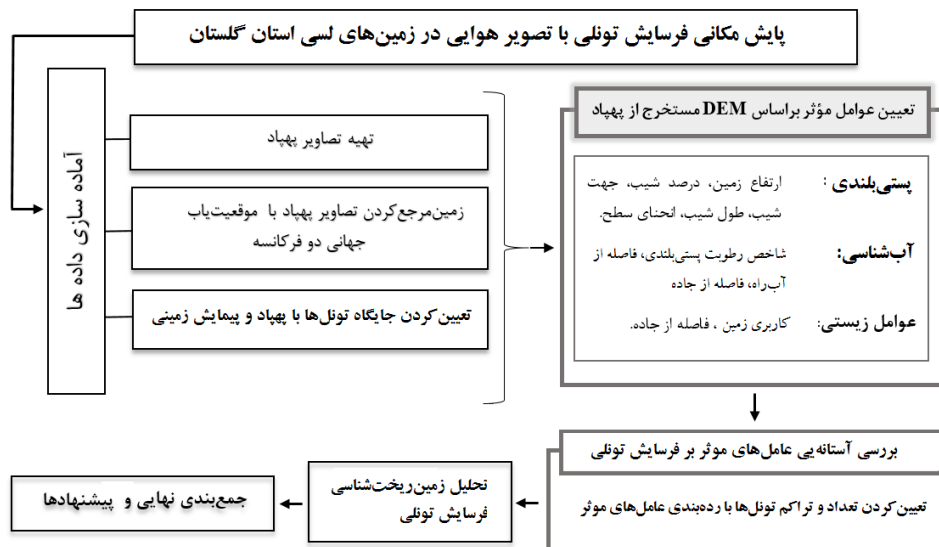 پایش مکانی فرسایش تونلی با تصویر هوایی در زمین‌های لسی استان گلستان
آماده سازی داده ها
تهیه تصاویر پهپاد
زمین‌مرجع‌کردن تصاویر پهپاد با موقعیت‌یاب
جهانی دو فرکانسه
تعیین‌کردن جایگاه تونل‌ها با پهپاد و پیمایش زمینی
تعیین عوامل مؤثر براساس DEM مستخرج از پهپاد
پستی‌بلندی: ارتفاع زمین، درصد شیب، جهت
شیب، طول شیب، انحنای سطح.
آب‌شناسی: شاخص رطوبت پستی‌بلندی، فاصله از
آب‌راه، فاصله از جاده
عوامل زیستی: کاربری زمین ، فاصله از جاده.
بررسی آستانه‌یی عامل‌های موثر بر فرسایش تونلی
تعیین‌کردن تعداد و تراکم تونل‌ها با رده‌بندی عامل‌های موثر
تحلیل زمین‌ریخت‌شناسی
فرسایش تونلی
جمع‌بندی نهایی و پیشنهادها